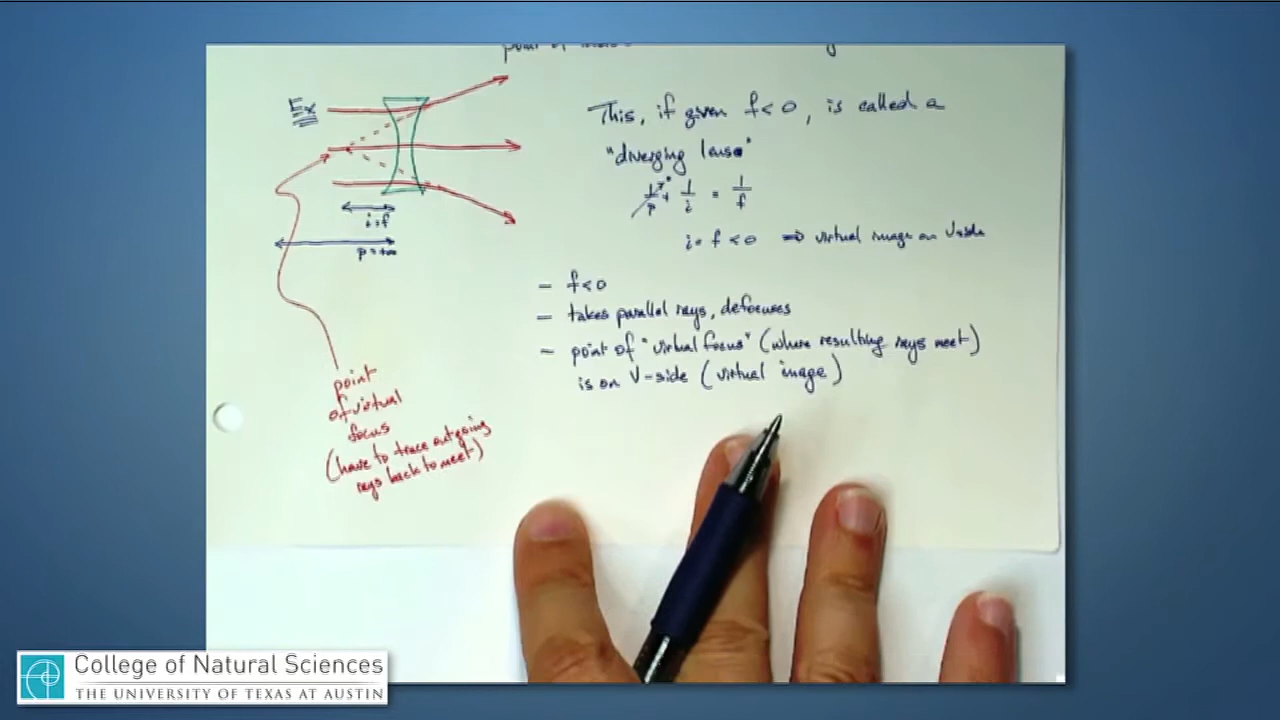 Ex
i=f
p=+∞
point
of virtual
focus
(have to trace outgoing
rays back to meet)
This, if given f<0, is called a
"diverging lens"
1/p + 1/i = 1/f
i = f < 0 ⇒ virtual image on V-side
- f<0
- takes parallel rays, defocuses
- point of "virtual focus" (where resulting rays meet)
is on V-side (virtual image)
College of Natural Sciences
THE UNIVERSITY OF TEXAS AT AUSTIN